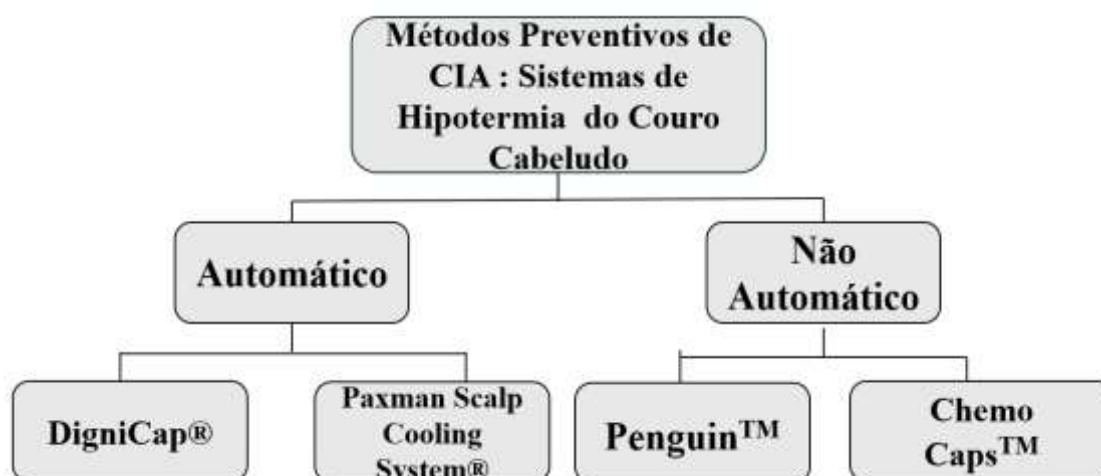 Métodos Preventivos de
CIA : Sistemas de
Hipotermia do Couro
Cabeludo
Automático
Não
Automático
DigniCap®
Paxman Scalp
Cooling
System®
Penguin™
Chemo
Caps™